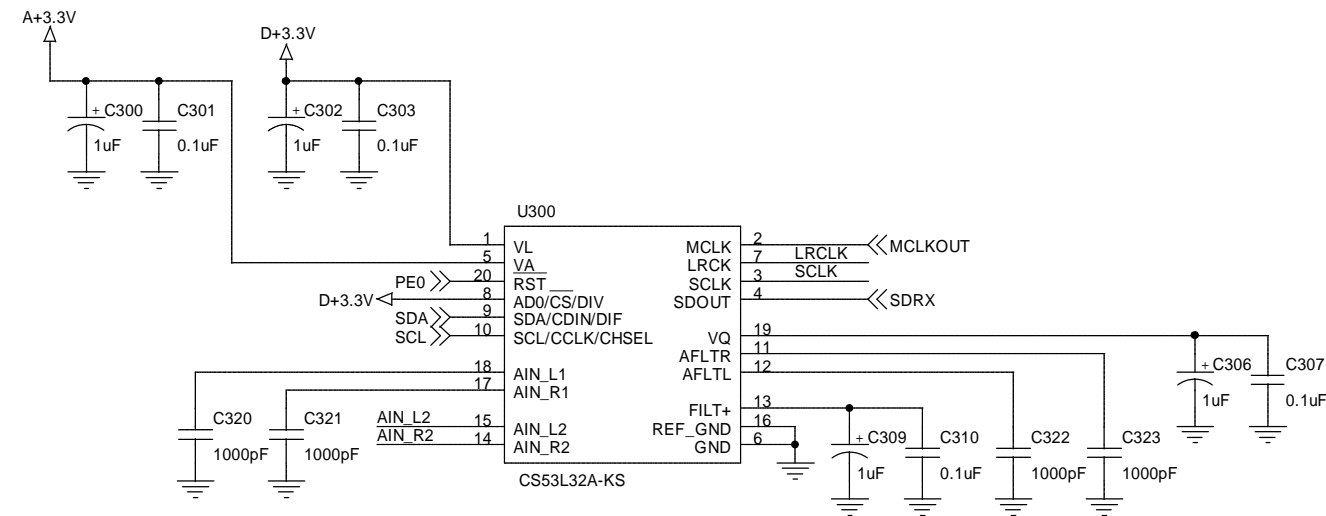 A+3.3V
D+3.3V
+ C300
1uF
C301
0.1uF
+ C302
1uF
C303
0.1uF
U300
1
VL
5
VA
PE0
20
RST
D+3.3V
8
AD0/CS/DIV
SDA
9
SDA/CDIN/DIF
SCL
10
SCL/CCLK/CHSEL
18
AIN_L1
17
AIN_R1
AIN_L2
15
AIN_L2
AIN_R2
14
AIN_R2
MCLK
2
MCLKOUT
LRCK
7
LRCLK
SCLK
3
SCLK
SDOUT
4
SDRX
VQ
19
AFLTR
11
AFLTL
12
FILT+
13
REF_GND
16
GND
6
CS53L32A-KS
C320
1000pF
C321
1000pF
+ C309
1uF
C310
0.1uF
C322
1000pF
C323
1000pF
+ C306
1uF
C307
0.1uF